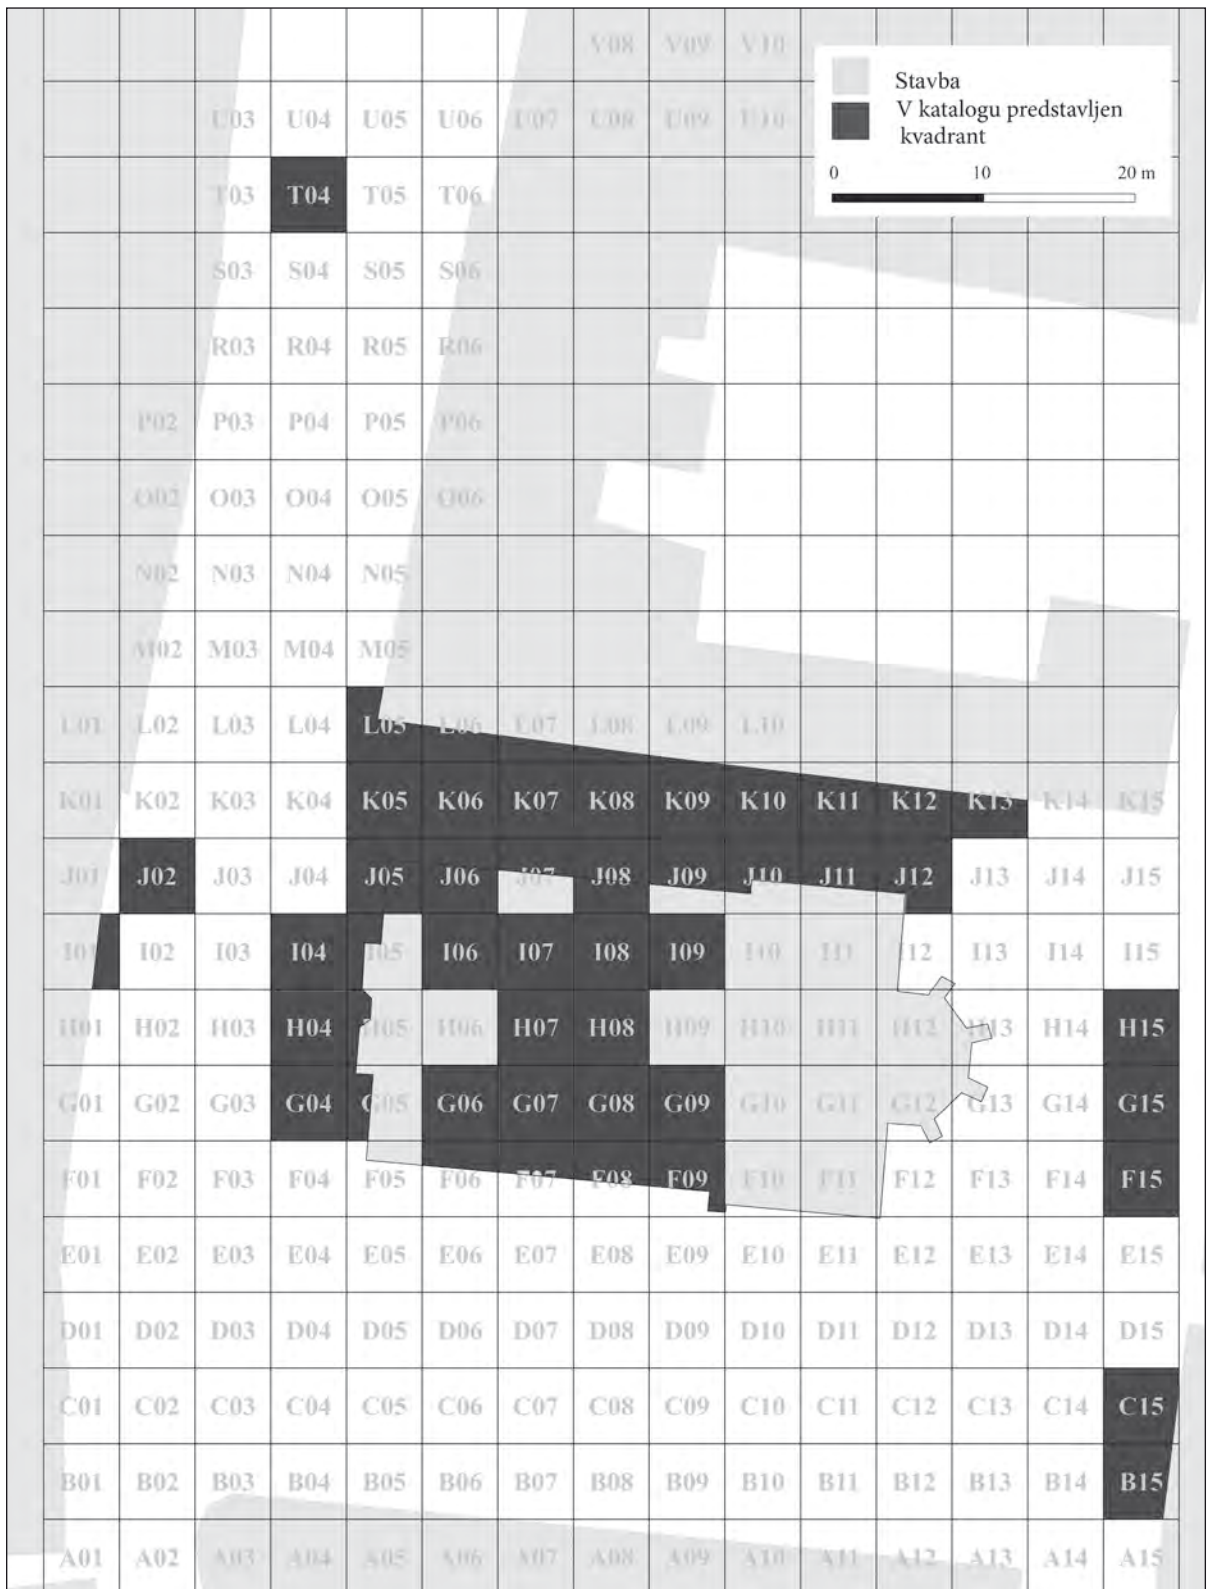 V08 V09 V10
Stavba
V katalogu predstavljen
kvadrant
0 10 20 m
U03 U04 U05 U06 U07 U08 U09 U10
T03 T04 T05 T06
S03 S04 S05 S06
R03 R04 R05 R06
P02 P03 P04 P05 P06
O02 O03 O04 O05 O06
N02 N03 N04 N05
M02 M03 M04 M05
L01 L02 L03 L04 L05 L06 L07 L08 L09 L10
K01 K02 K03 K04 K05 K06 K07 K08 K09 K10 K11 K12 K13 K14 K15
J01 J02 J03 J04 J05 J06 J07 J08 J09 J10 J11 J12 J13 J14 J15
I01 I02 I03 I04 I05 I06 I07 I08 I09 I10 I11 I12 I13 I14 I15
H01 H02 H03 H04 H05 H06 H07 H08 H09 H10 H11 H12 H13 H14 H15
G01 G02 G03 G04 G05 G06 G07 G08 G09 G10 G11 G12 G13 G14 G15
F01 F02 F03 F04 F05 F06 F07 F08 F09 F10 F11 F12 F13 F14 F15
E01 E02 E03 E04 E05 E06 E07 E08 E09 E10 E11 E12 E13 E14 E15
D01 D02 D03 D04 D05 D06 D07 D08 D09 D10 D11 D12 D13 D14 D15
C01 C02 C03 C04 C05 C06 C07 C08 C09 C10 C11 C12 C13 C14 C15
B01 B02 B03 B04 B05 B06 B07 B08 B09 B10 B11 B12 B13 B14 B15
A01 A02 A03 A04 A05 A06 A07 A08 A09 A10 A11 A12 A13 A14 A15